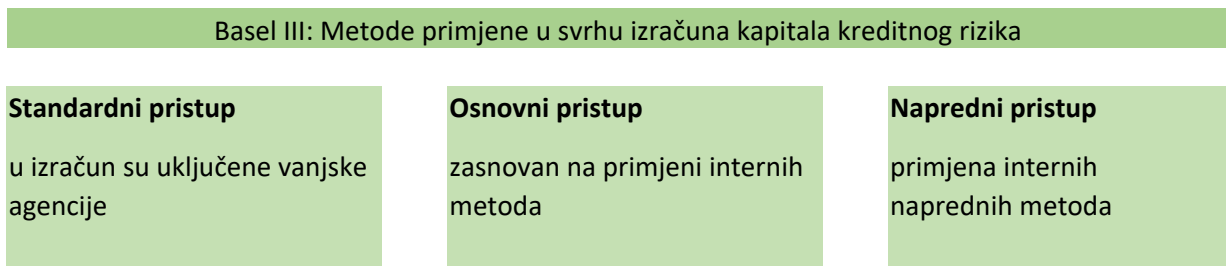 Basel III: Metode primjene u svrhu izračuna kapitala kreditnog rizika
Standardni pristup
u izračun su uključene vanjske
agencije
Osnovni pristup
zasnovan na primjeni internih
metoda
Napredni pristup
primjena internih
naprednih metoda